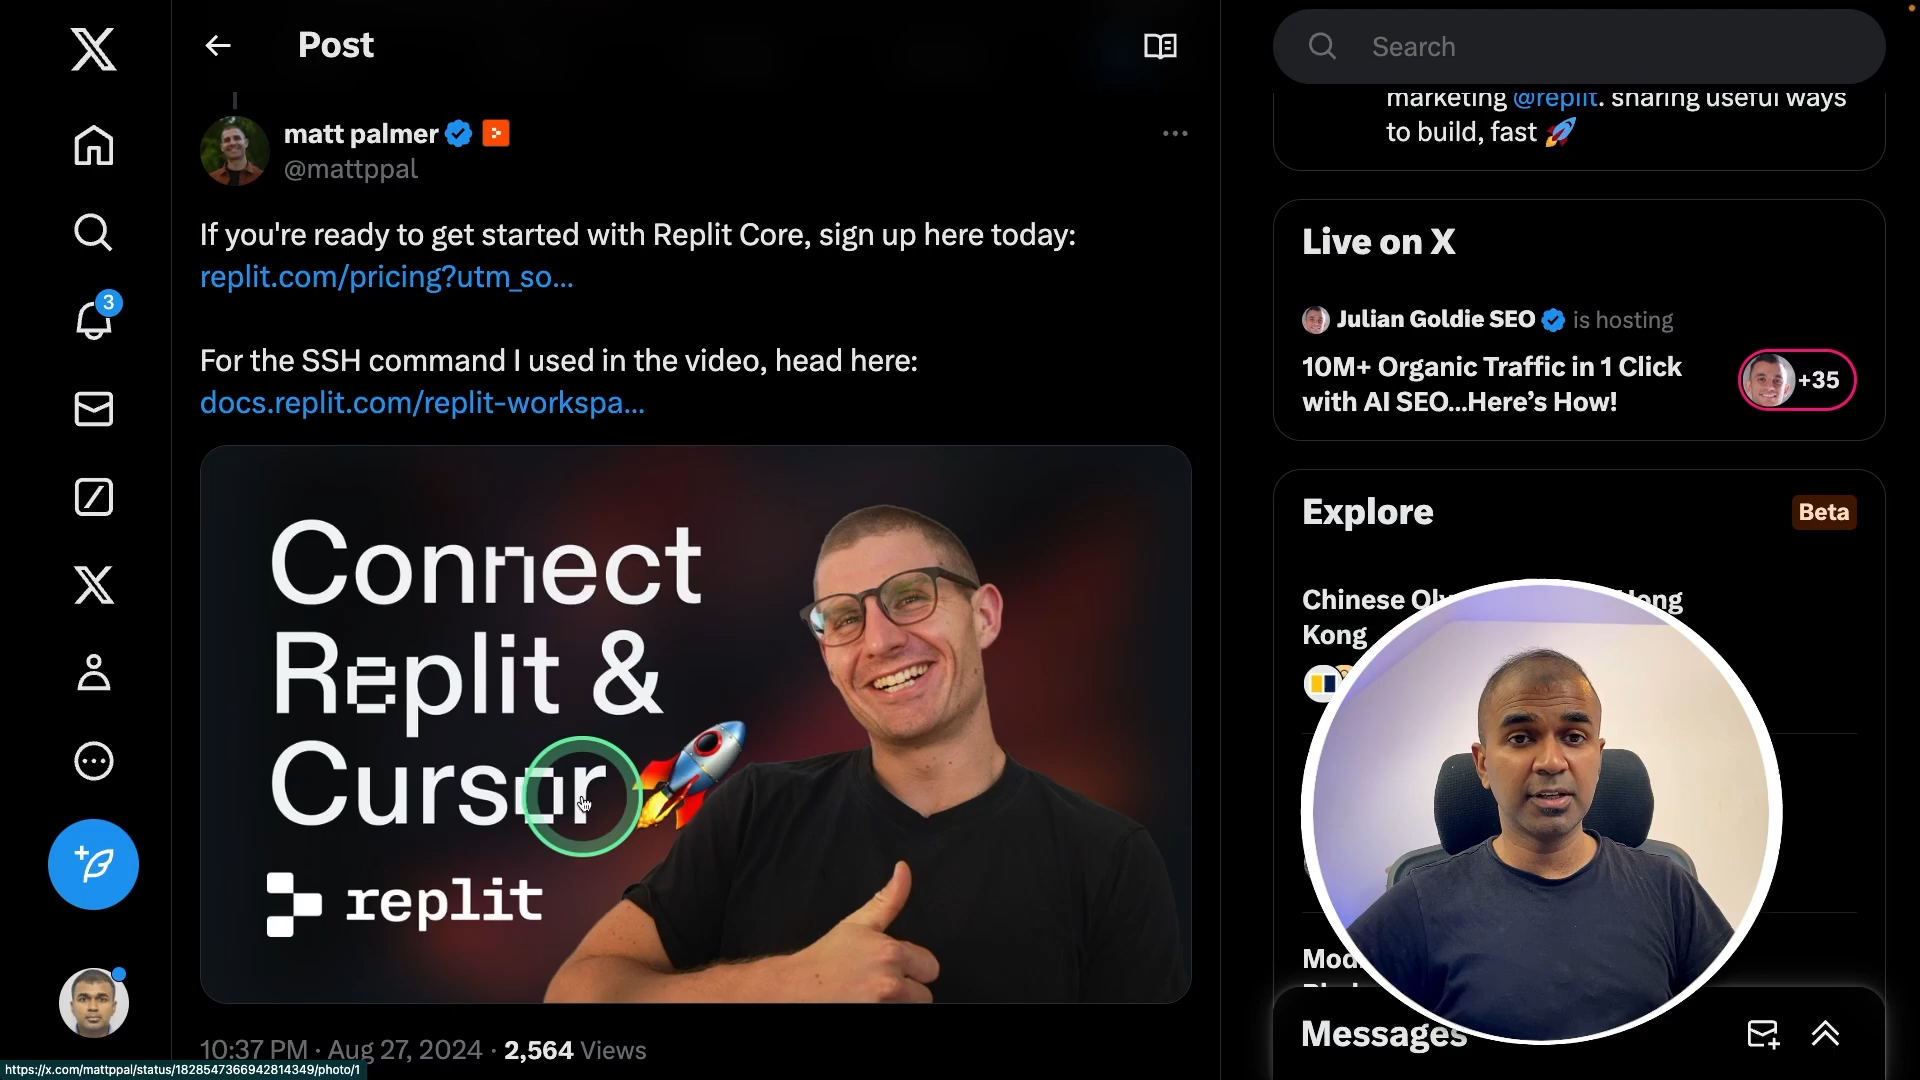 Post
Search
matt palmer
@mattppal
If you're ready to get started with Replit Core, sign up here today:
replit.com/pricing?utm_so...
For the SSH command I used in the video, head here:
docs.replit.com/replit-workspa...
Connect
Replit &
Cursor
replit
10:37 PM · Aug 27, 2024 · 2,564 Views
3
marketing @replit. sharing useful ways
to build, fast
Live on X
Julian Goldie SEO is hosting
10M+ Organic Traffic in 1 Click
with AI SEO...Here’s How!
+35
Explore
Beta
Chinese
Kong
Messages
https://x.com/mattppal/status/1828547366942814349/photo/1